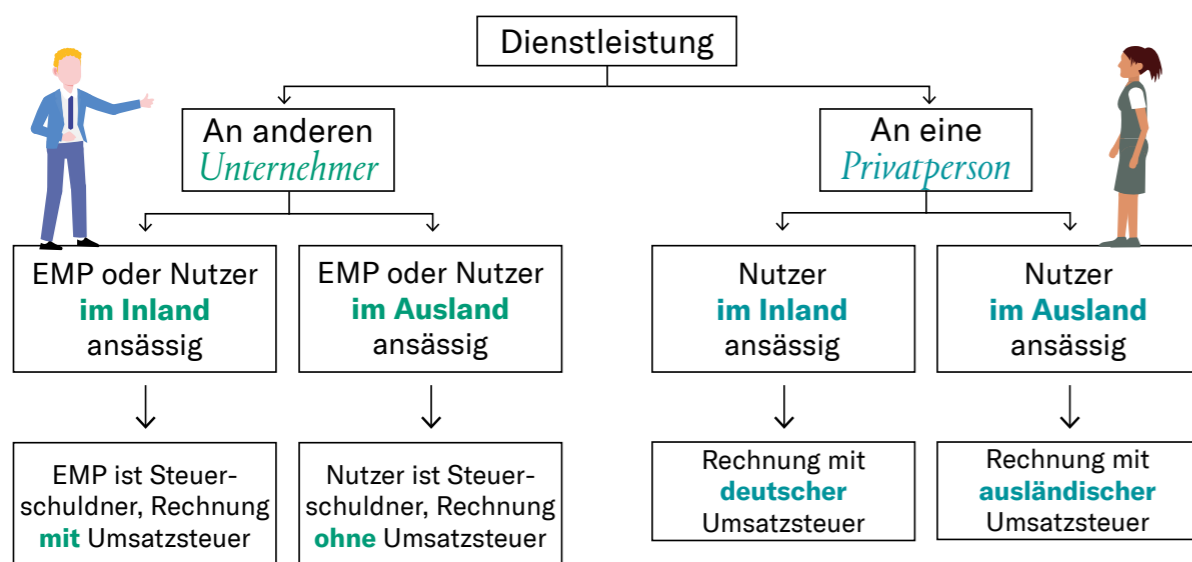 Dienstleistung
An anderen
Unternehmer
An eine
Privatperson
EMP oder Nutzer
im Inland
ansässig
EMP oder Nutzer
im Ausland
ansässig
Nutzer
im Inland
ansässig
Nutzer
im Ausland
ansässig
EMP ist Steuer-
schuldner, Rechnung
mit Umsatzsteuer
Nutzer ist Steuer-
schuldner, Rechnung
ohne Umsatzsteuer
Rechnung mit
deutscher
Umsatzsteuer
Rechnung mit
ausländischer
Umsatzsteuer